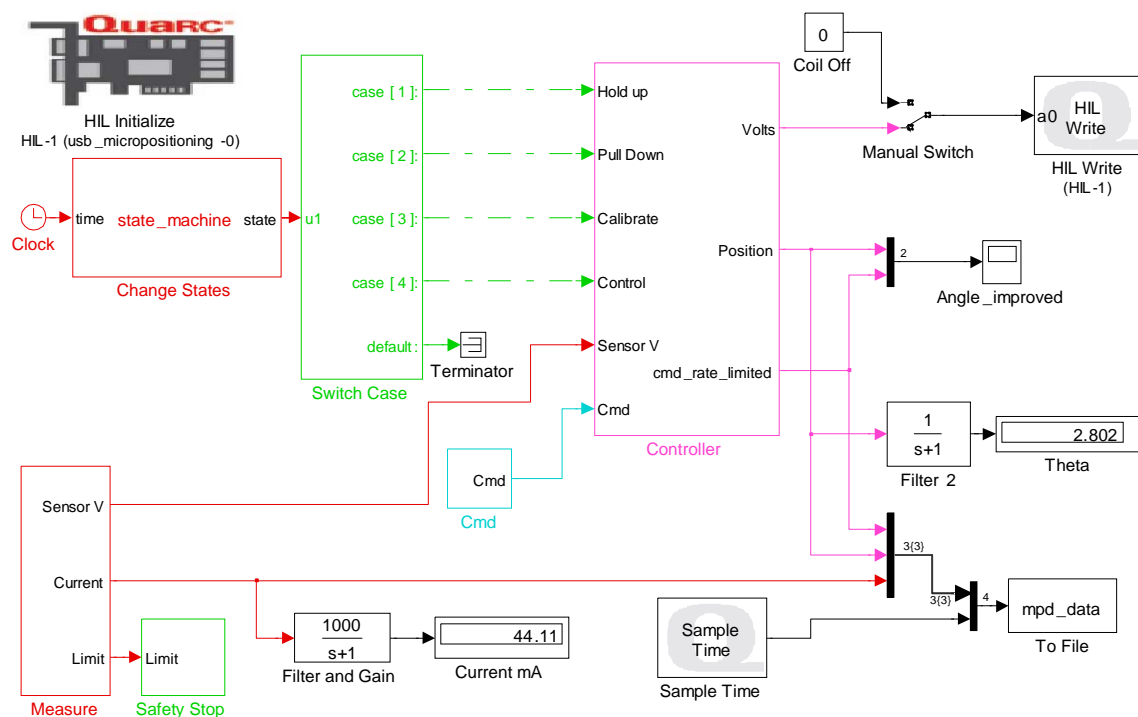 QUARC®
HIL Initialize
HIL-1 (usb_micropositioning -0)
Clock
time
state_machine
state
Change States
u1
case [ 1 ]:
case [ 2 ]:
case [ 3 ]:
case [ 4 ]:
default:
Switch Case
Terminator
Hold up
Pull Down
Calibrate
Control
Sensor V
Cmd
Volts
Position
cmd_rate_limited
Controller
0
Coil Off
Manual Switch
a0
HIL
Write
HIL Write
(HIL-1)
2
Angle_improved
1
s+1
Filter 2
2.802
Theta
Cmd
Cmd
Sensor V
Current
Limit
Measure
Limit
Safety Stop
1000
s+1
Filter and Gain
44.11
Current mA
Sample
Time
Sample Time
3{3}
3{3}
4
mpd_data
To File